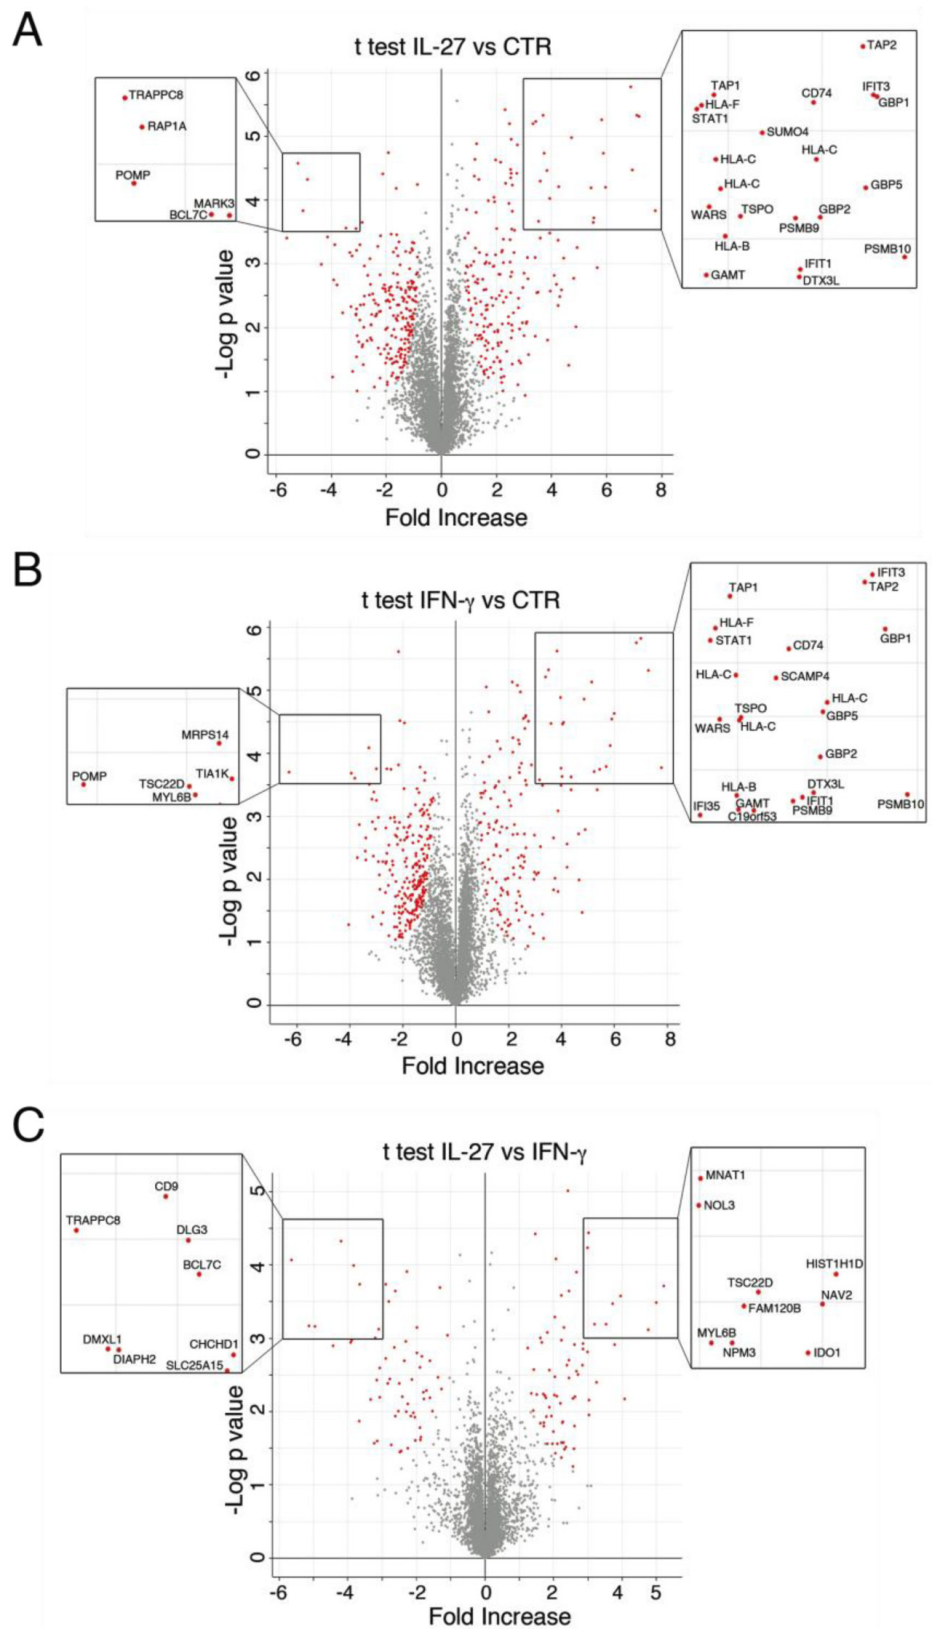 A
t test IL-27 vs CTR
TRAPPC8
RAP1A
POMP
MARK3
BCL7C
TAP2
TAP1
HLA-F
STAT1
CD74
IFIT3
GBP1
SUMO4
HLA-C
HLA-C
HLA-C
GBP5
WARS
TSPO
GBP2
PSMB9
HLA-B
PSMB10
IFIT1
GAMT
DTX3L
6
5
4
3
2
1
0
-Log p value
-6 -4 -2 0 2 4 6 8
Fold Increase
B
t test IFN-γ vs CTR
MRPS14
POMP
TIA1K
TSC22D
MYL6B
IFIT3
TAP2
TAP1
HLA-F
STAT1
GBP1
CD74
HLA-C
SCAMP4
HLA-C
TSPO
GBP5
WARS
HLA-C
GBP2
HLA-B
DTX3L
GAMT
IFIT1
IFI35
PSMB9
PSMB10
C19orf53
6
5
4
3
2
1
0
-Log p value
-6 -4 -2 0 2 4 6 8
Fold Increase
C
t test IL-27 vs IFN-γ
CD9
TRAPPC8
DLG3
BCL7C
DMXL1
CHCHD1
DIAPH2
SLC25A15
MNAT1
NOL3
HIST1H1D
TSC22D
NAV2
FAM120B
MYL6B
NPM3
IDO1
5
4
3
2
1
0
-Log p value
-6 -4 -2 0 2 4 5
Fold Increase